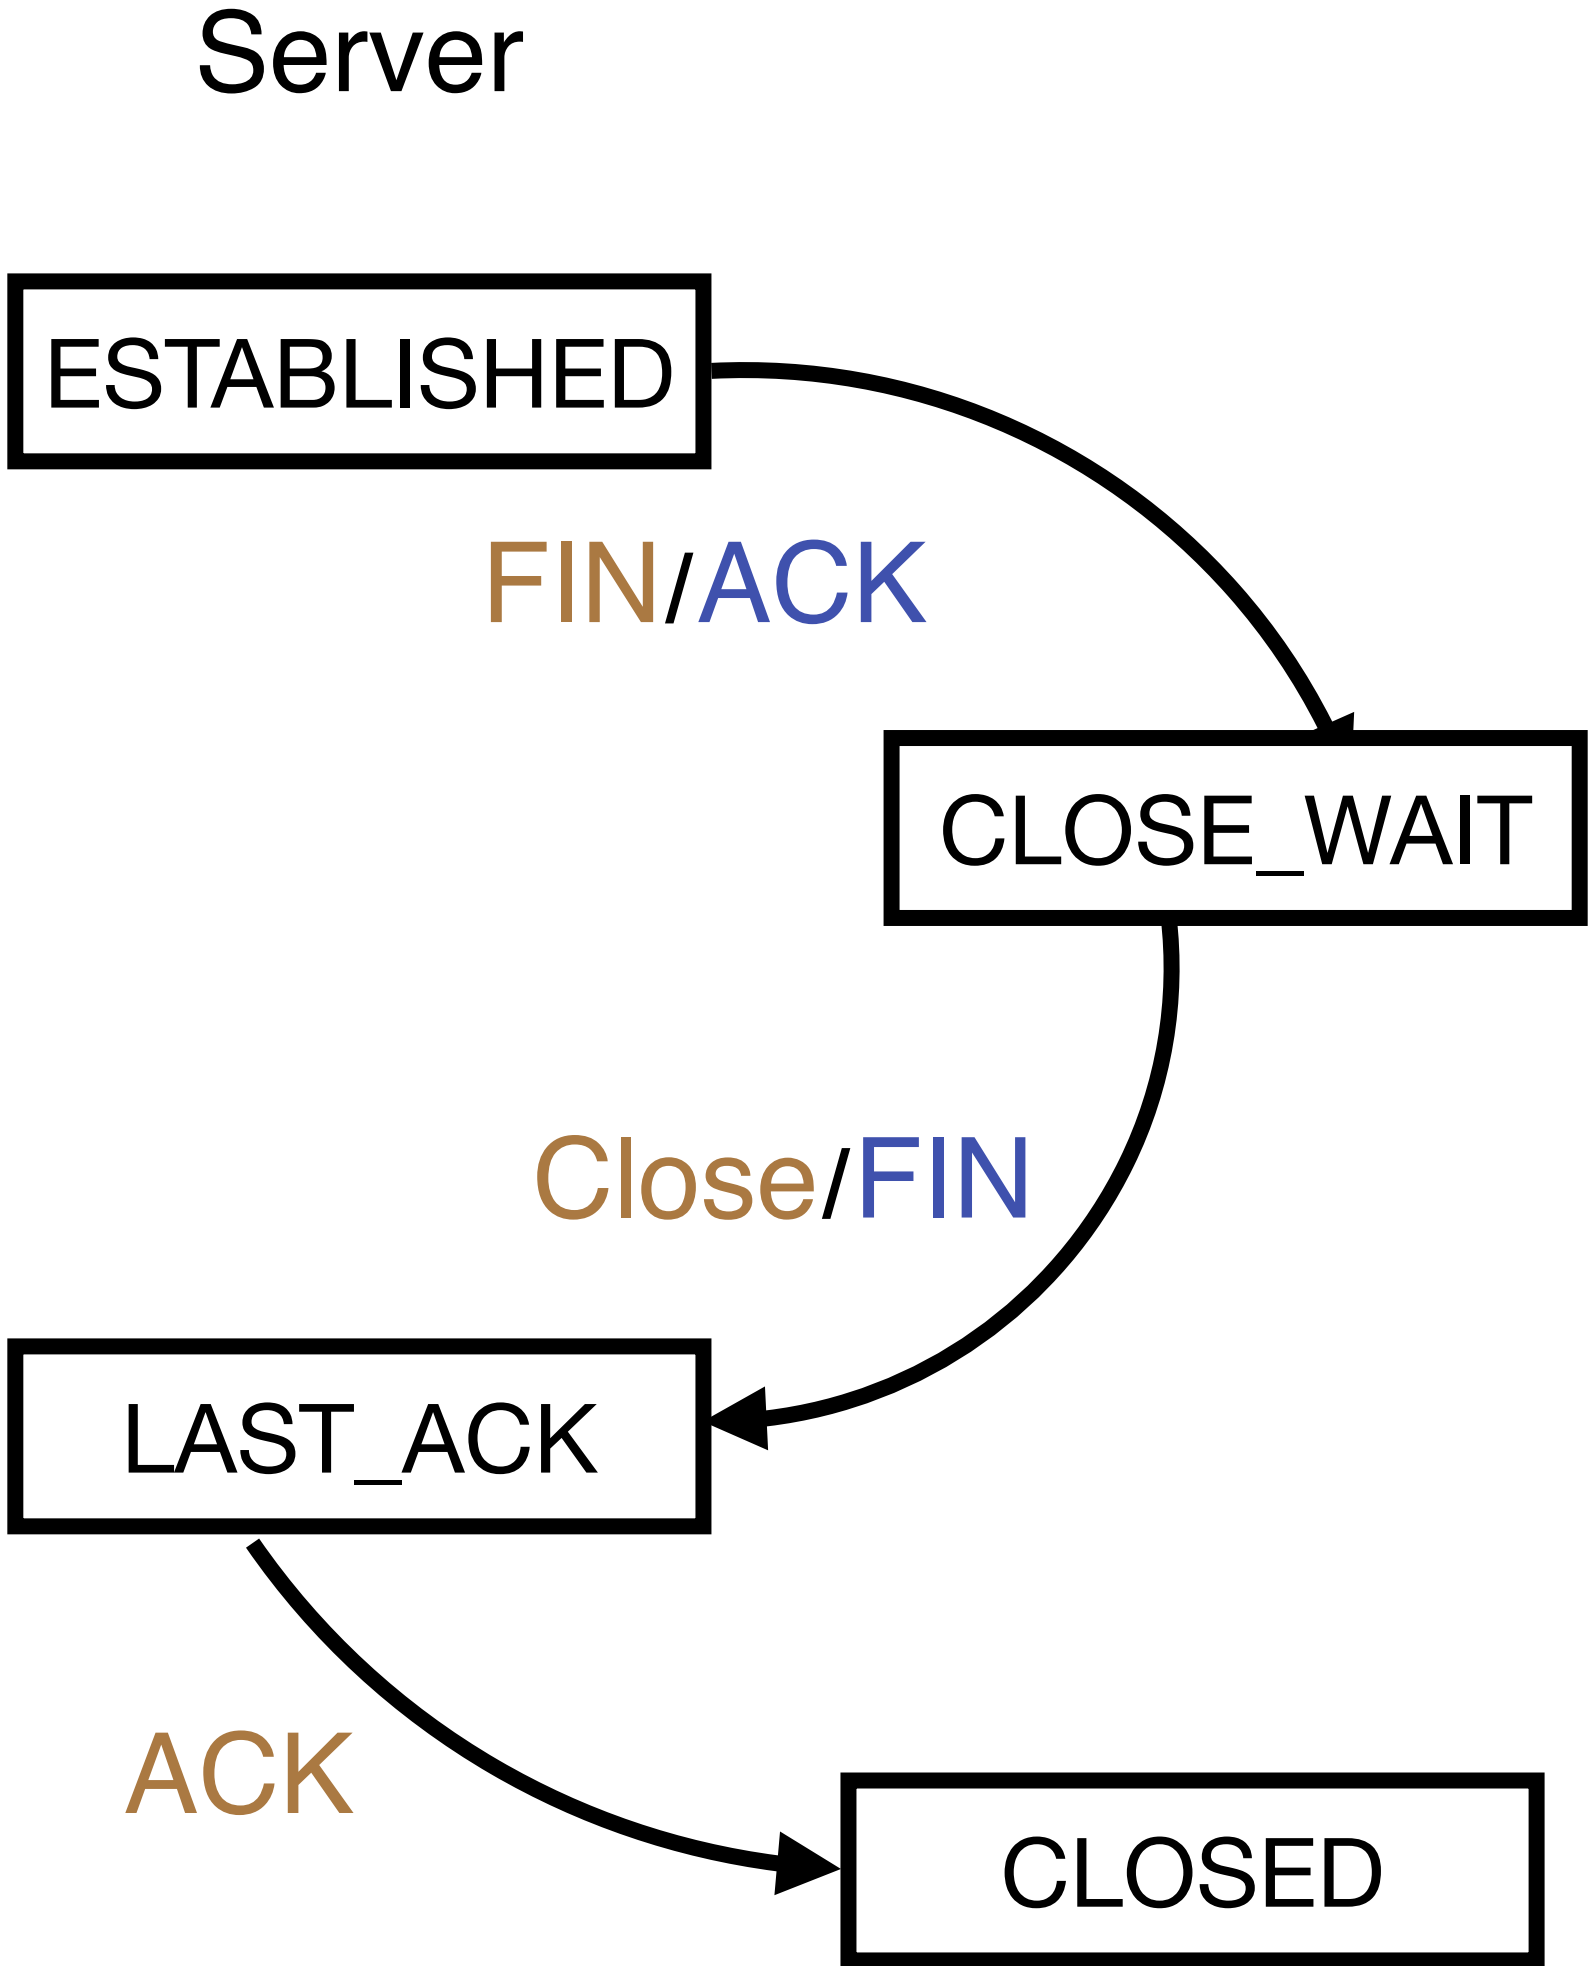 Server
ESTABLISHED
FIN/ACK
CLOSE_WAIT
Close/FIN
LAST_ACK
ACK
CLOSED